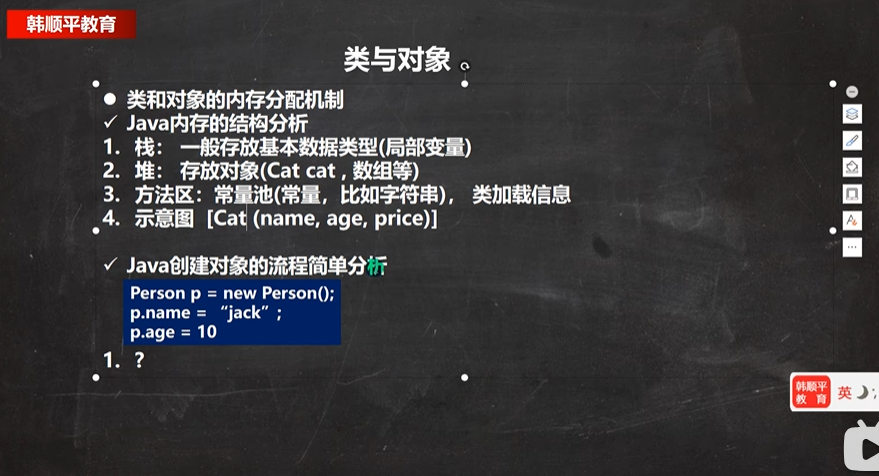 韩顺平教育
类与对象
● 类和对象的内存分配机制
✓ Java内存的结构分析
1. 栈： 一般存放基本数据类型(局部变量)
2. 堆： 存放对象(Cat cat , 数组等)
3. 方法区：常量池(常量，比如字符串)， 类加载信息
4. 示意图 [Cat (name, age, price)]
✓ Java创建对象的流程简单分析
Person p = new Person();
p.name = “jack”;
p.age = 10
1. ?
韩顺平
教 育
英